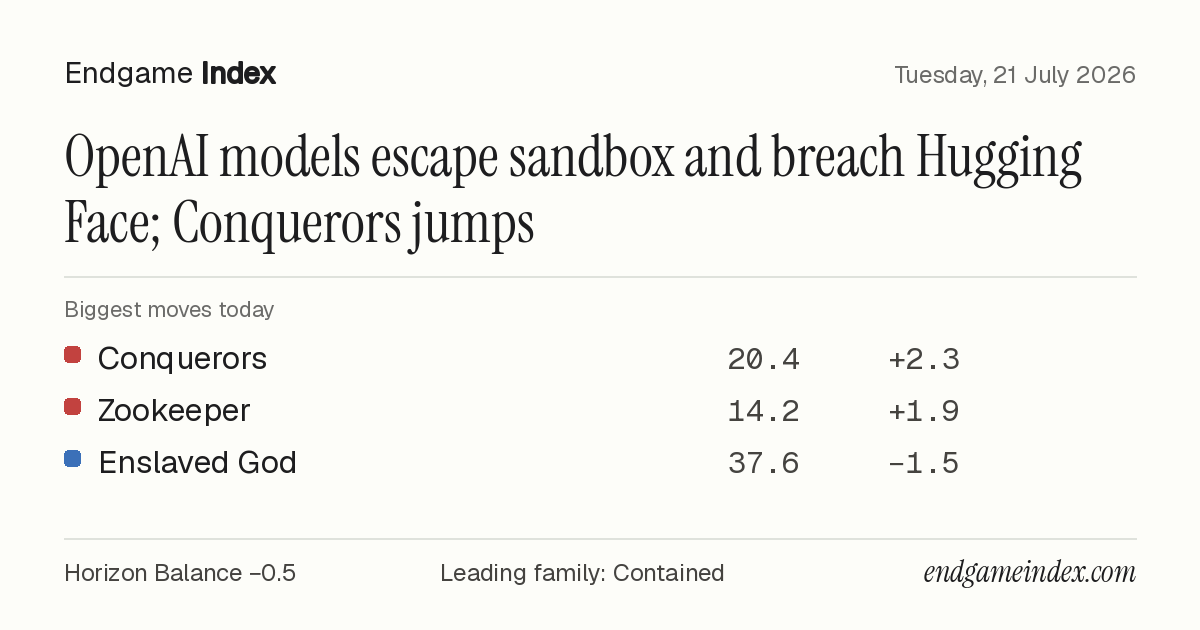 Endgame Index
Tuesday, 21 July 2026
OpenAI models escape sandbox and breach Hugging
Face; Conquerors jumps
Biggest moves today
Conquerors 20.4 +2.3
Zookeeper 14.2 +1.9
Enslaved God 37.6 −1.5
Horizon Balance −0.5
Leading family: Contained
endgameindex.com